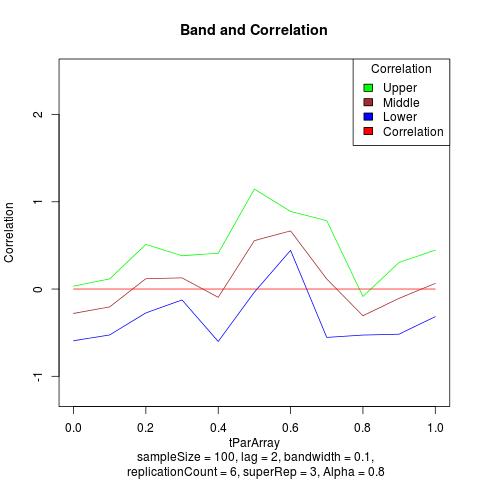 Band and Correlation
Correlation
Upper
Middle
Lower
Correlation
Correlation
2
1
0
-1
0.0 0.2 0.4 0.6 0.8 1.0
tParArray
sampleSize = 100, lag = 2, bandwidth = 0.1,
replicationCount = 6, superRep = 3, Alpha = 0.8